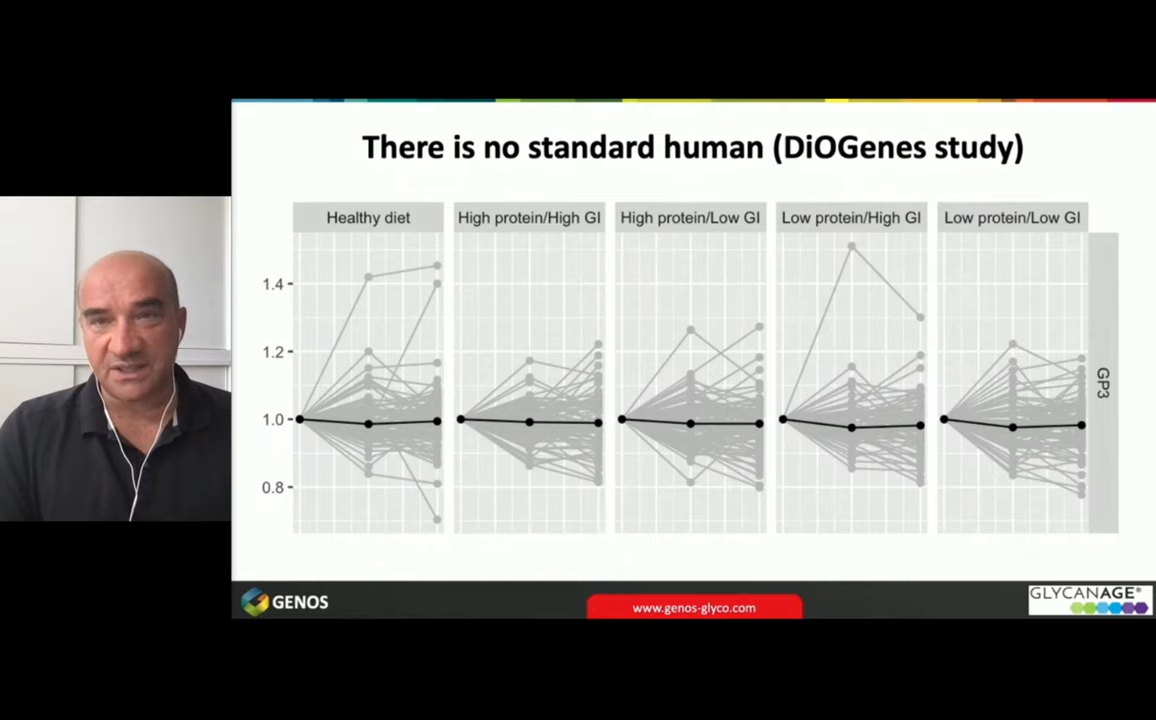 There is no standard human (DiOGenes study)
Healthy diet
High protein/High GI
High protein/Low GI
Low protein/High GI
Low protein/Low GI
1.4
1.2
1.0
0.8
GP3
GENOS
www.genos-glyco.com
GLYCANAGE®